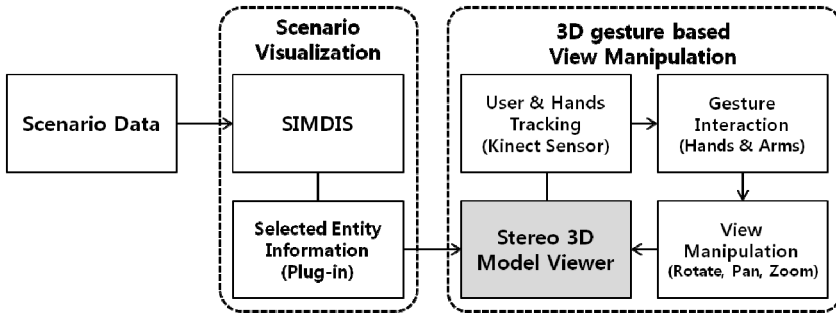 Scenario
Visualization
3D gesture based
View Manipulation
Scenario Data
SIMDIS
User & Hands
Tracking
(Kinect Sensor)
Gesture
Interaction
(Hands & Arms)
Selected Entity
Information
(Plug-in)
Stereo 3D
Model Viewer
View
Manipulation
(Rotate, Pan, Zoom)